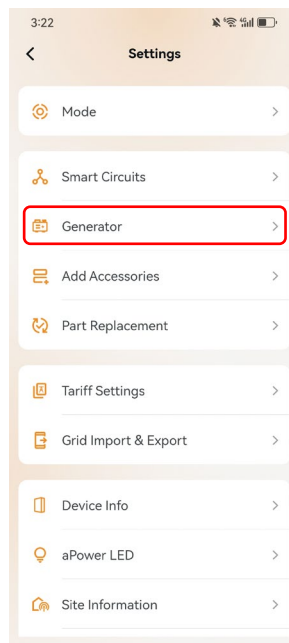 3:22
Settings
Mode
Smart Circuits
Generator
Add Accessories
Part Replacement
Tariff Settings
Grid Import & Export
Device Info
aPower LED
Site Information